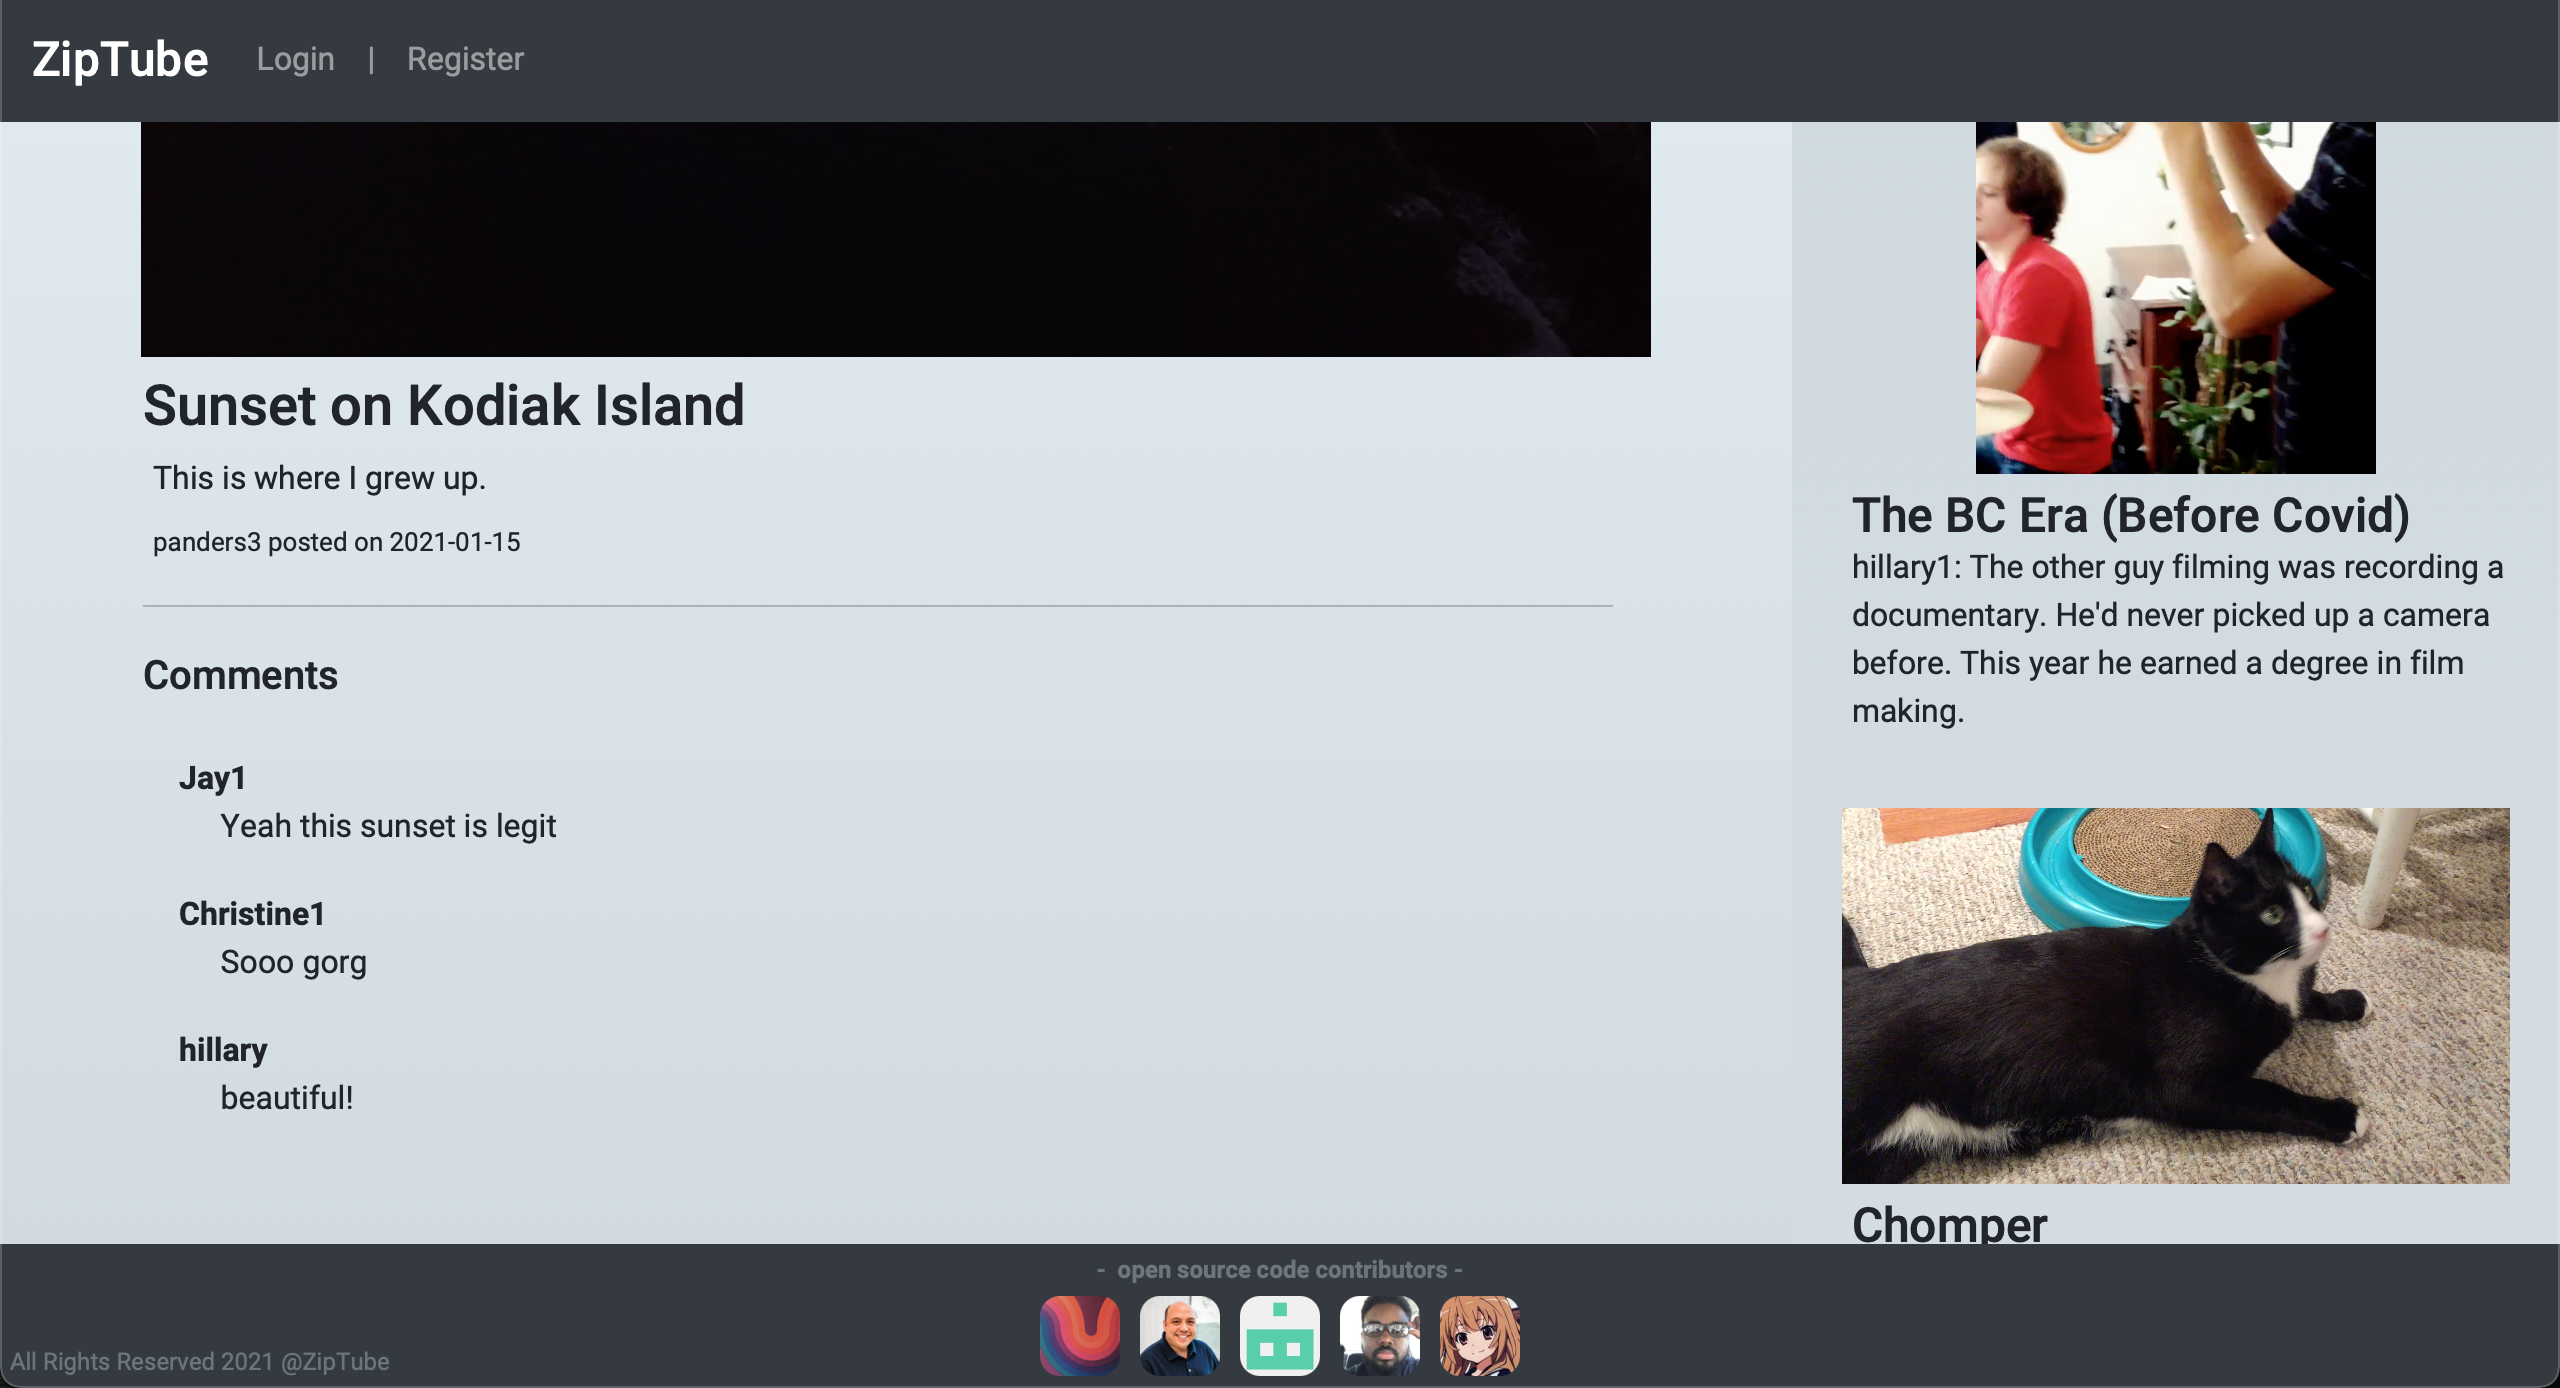 ZipTube Login | Register
Sunset on Kodiak Island
This is where I grew up.
panders3 posted on 2021-01-15
Comments
Jay1
Yeah this sunset is legit
Christine1
Sooo gorg
hillary
beautiful!
The BC Era (Before Covid)
hillary1: The other guy filming was recording a
documentary. He'd never picked up a camera
before. This year he earned a degree in film
making.
Chomper
- open source code contributors -
All Rights Reserved 2021 @ZipTube